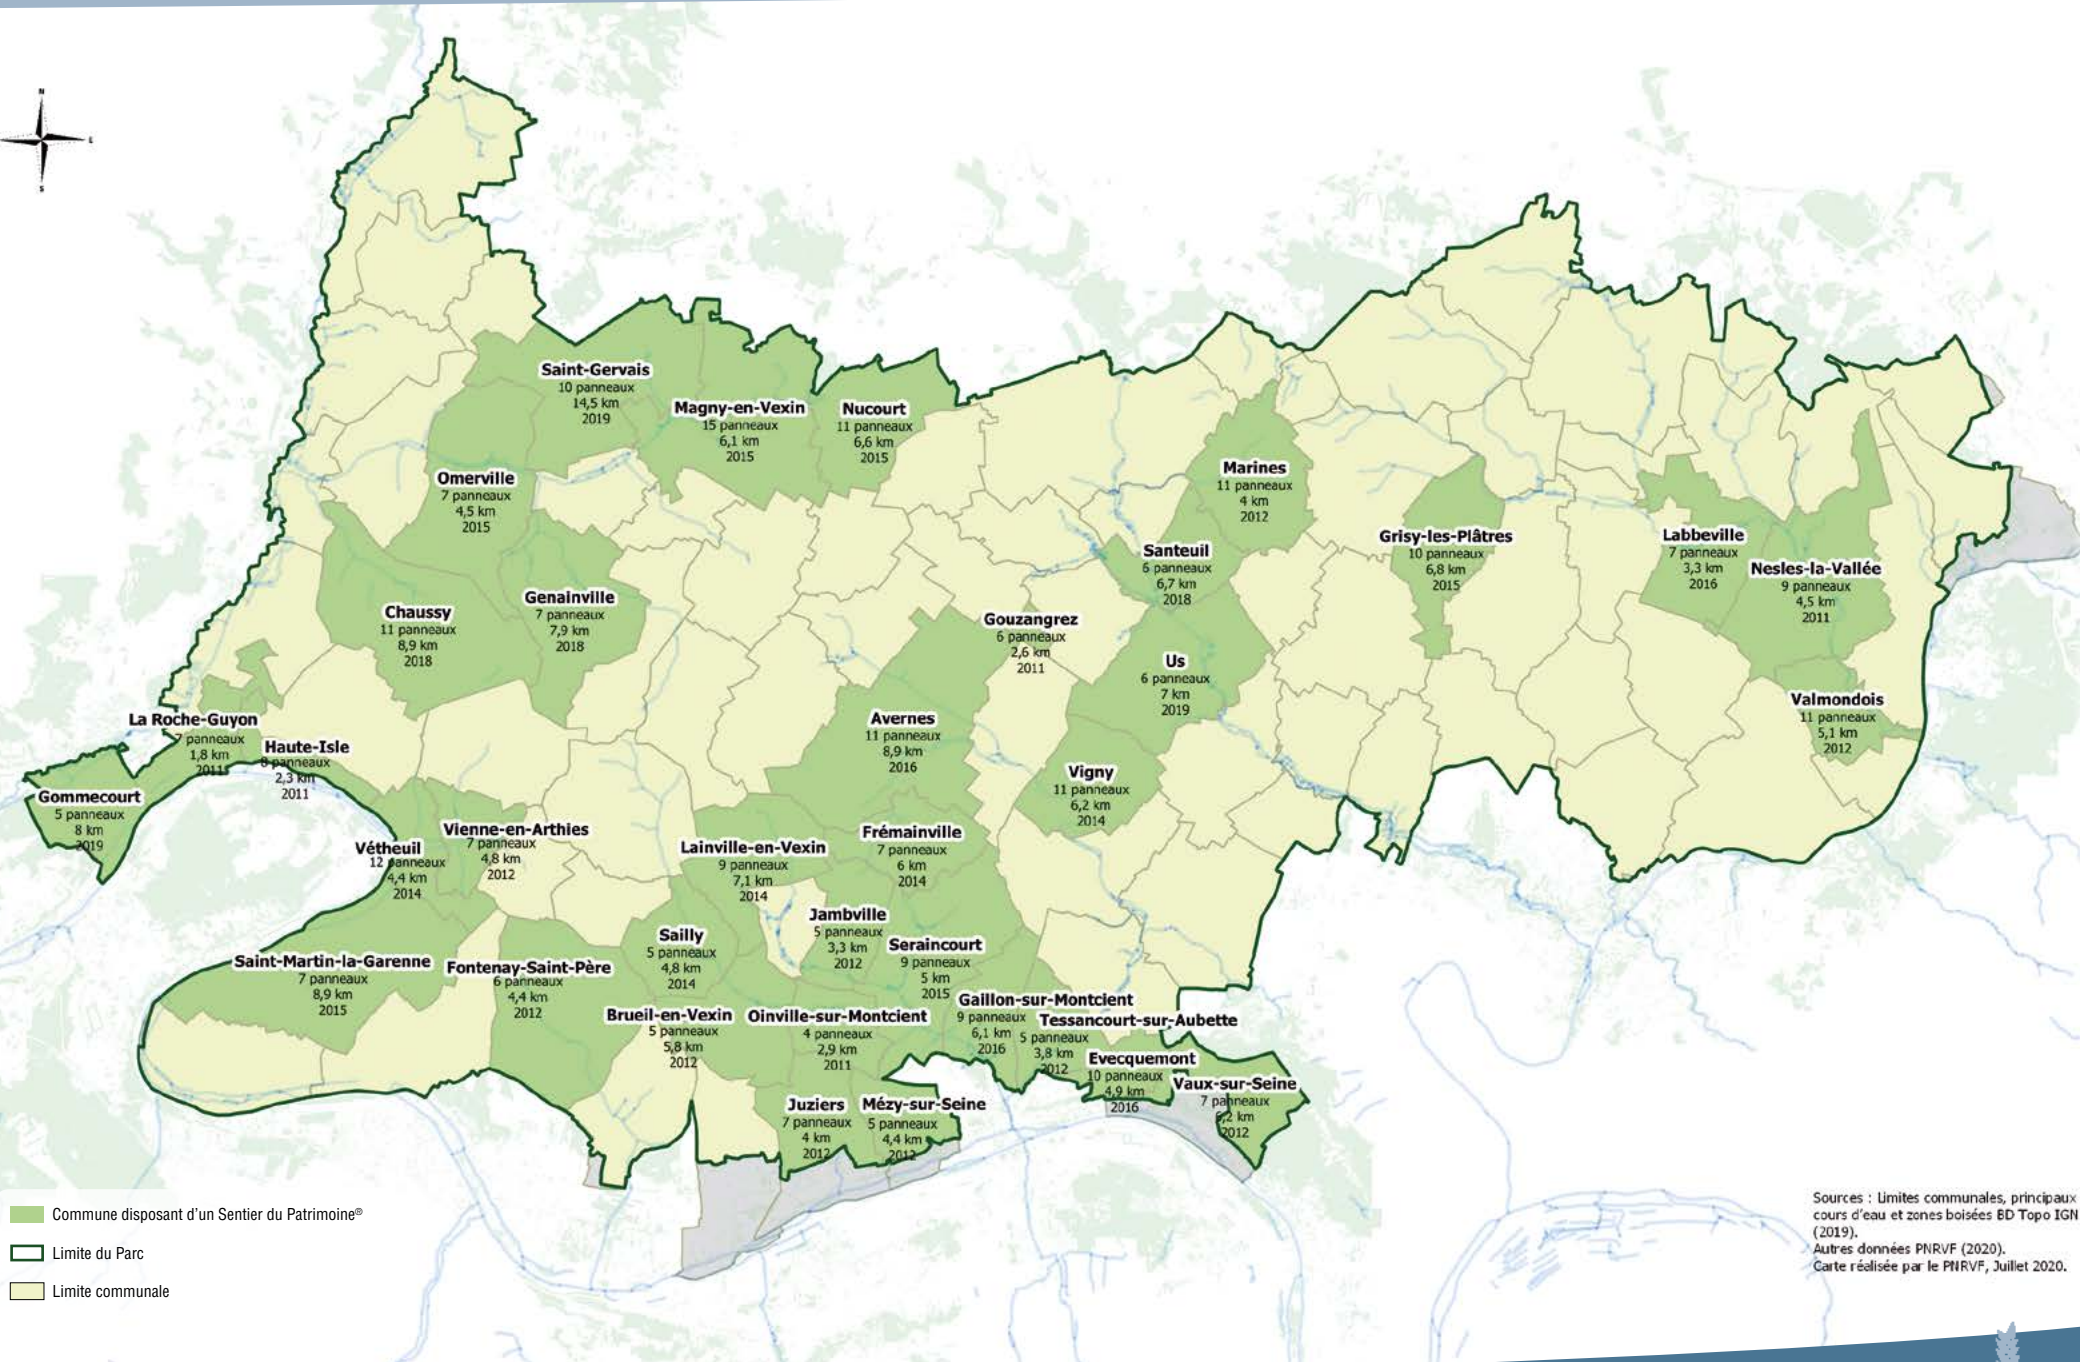 N
E
S
Saint-Gervais
10 panneaux
14,5 km
2019
Magny-en-Vexin
15 panneaux
6,1 km
2015
Nucourt
11 panneaux
6,6 km
2015
Omerville
7 panneaux
4,5 km
2015
Marines
11 panneaux
4 km
2012
Grisy-les-Plâtres
10 panneaux
6,8 km
2015
Labbeville
7 panneaux
3,3 km
2016
Nesles-la-Vallée
9 panneaux
4,5 km
2011
Santeuil
6 panneaux
6,7 km
2018
Chaussy
11 panneaux
8,9 km
2018
Genainville
7 panneaux
7,9 km
2018
Gouzangrez
6 panneaux
2,6 km
2011
Us
6 panneaux
7 km
2019
Valmondois
11 panneaux
5,1 km
2012
La Roche-Guyon
7 panneaux
1,8 km
2011
Haute-Isle
8 panneaux
2,3 km
2011
Avernes
11 panneaux
8,9 km
2016
Vigny
11 panneaux
6,2 km
2014
Gommecourt
5 panneaux
8 km
2019
Vétheuil
12 panneaux
4,4 km
2014
Vienne-en-Arthies
7 panneaux
4,8 km
2012
Lainville-en-Vexin
9 panneaux
7,1 km
2014
Frémainville
7 panneaux
6 km
2014
Jambville
5 panneaux
3,3 km
2012
Sailly
5 panneaux
4,8 km
2014
Seraincourt
9 panneaux
5 km
2015
Saint-Martin-la-Garenne
7 panneaux
8,9 km
2015
Fontenay-Saint-Père
6 panneaux
4,4 km
2012
Brueil-en-Vexin
5 panneaux
5,8 km
2012
Oinville-sur-Montcient
4 panneaux
2,9 km
2011
Gaillon-sur-Montcient
9 panneaux
6,1 km
2016
Tessancourt-sur-Aubette
5 panneaux
3,8 km
2012
Evecquemont
10 panneaux
4,9 km
2016
Vaux-sur-Seine
7 panneaux
6,2 km
2012
Juziers
7 panneaux
4 km
2012
Mézy-sur-Seine
5 panneaux
4,4 km
2012
Commune disposant d'un Sentier du Patrimoine®
Limite du Parc
Limite communale
Sources : Limites communales, principaux
cours d'eau et zones boisées BD Topo IGN
(2019).
Autres données PNRVF (2020).
Carte réalisée par le PNRVF, Juillet 2020.